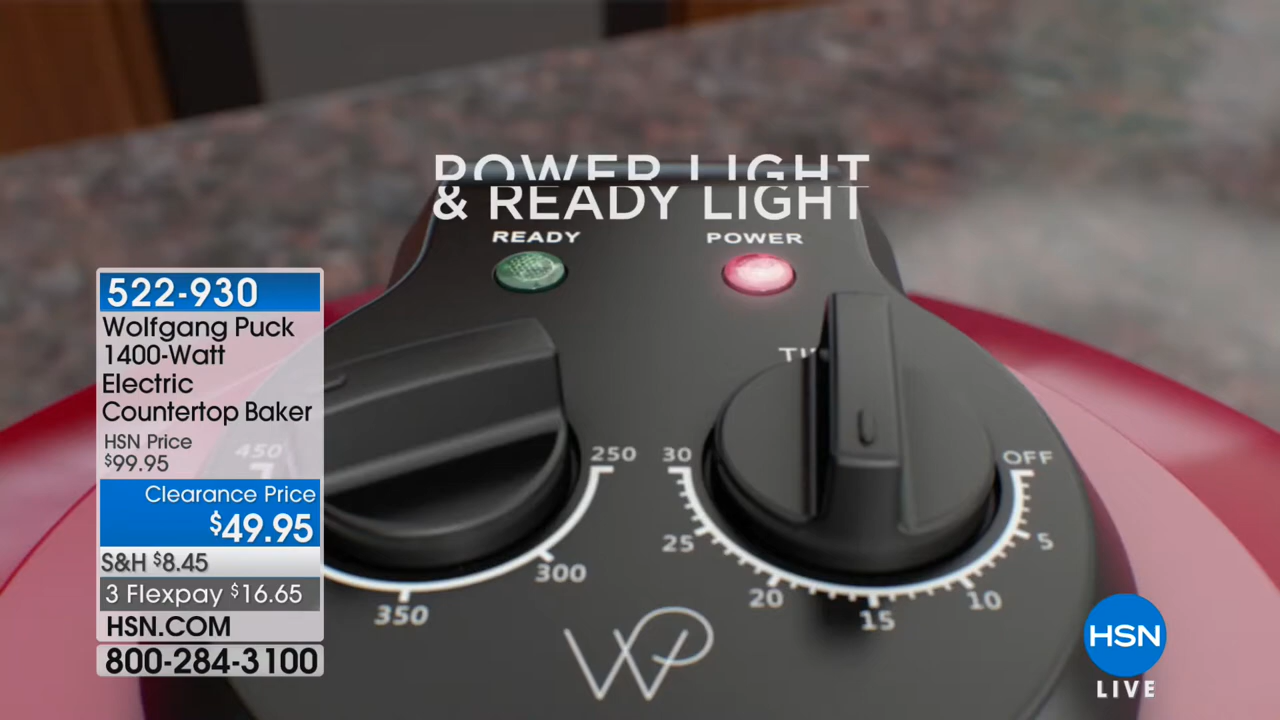 POWER LIGHT
& READY LIGHT
READY
POWER
522-930
Wolfgang Puck
1400-Watt
Electric
Countertop Baker
HSN Price
$99.95
Clearance Price
$49.95
S&H $8.45
3 Flexpay $16.65
HSN.COM
800-284-3100
450
250
300
350
30
25
20
15
10
5
OFF
WP
HSN
LIVE